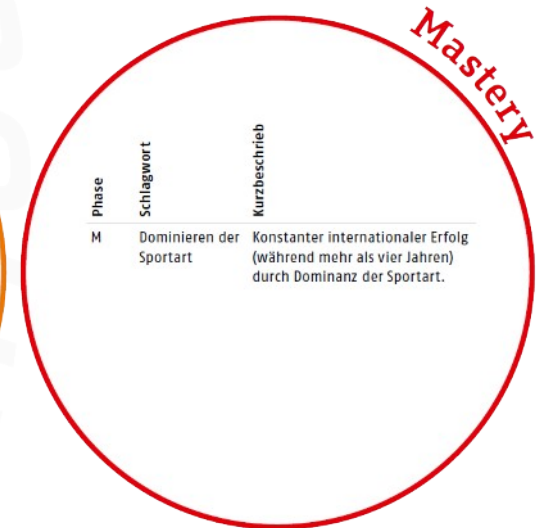 Mastery
Phase
Schlagwort
Kurzbeschrieb
M Dominieren der Konstanter internationaler Erfolg
Sportart (während mehr als vier Jahren)
durch Dominanz der Sportart.